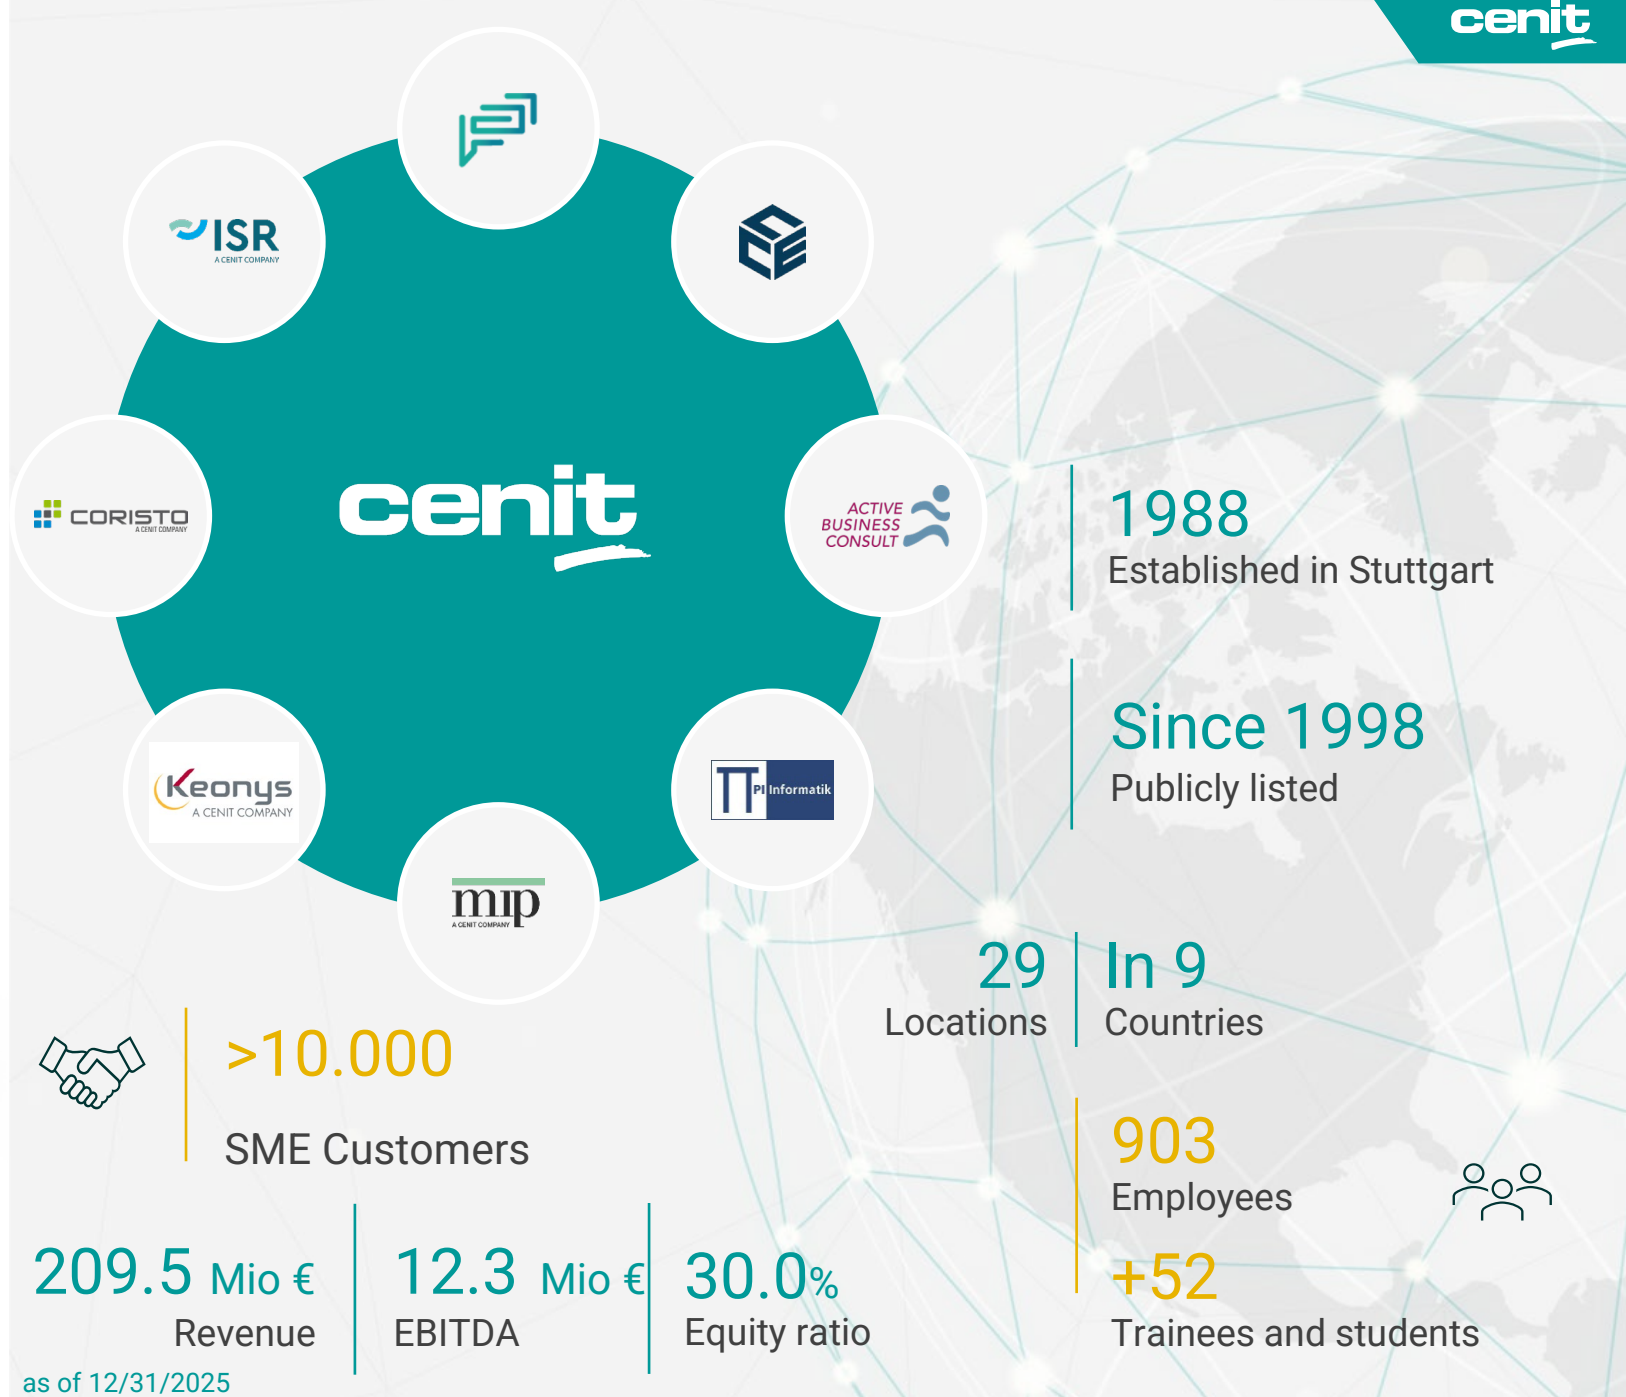 cenit
ISR
A CENIT COMPANY
CCE
CORISTO
A CENIT COMPANY
cenit
ACTIVE
BUSINESS
CONSULT
Keonys
A CENIT COMPANY
TT PI Informatik
mip
A CENIT COMPANY
1988
Established in Stuttgart
Since 1998
Publicly listed
29
Locations
In 9
Countries
>10.000
SME Customers
903
Employees
+52
Trainees and students
209.5 Mio €
Revenue
12.3 Mio €
EBITDA
30.0%
Equity ratio
as of 12/31/2025